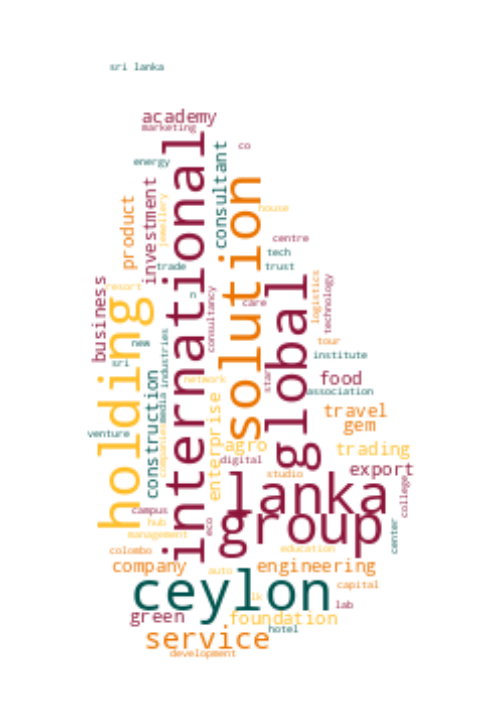 sri lanka
academy
marketing
co
energy
consultant
international
investment
product
jewellery
solution
house
centre
tech
trust
trade
business
resort
holding
consultancy
care
global
logistics
technology
new
sri
industries
media
construction
companies
network
star
tour
institute
food
association
enterprise
travel
gem
venture
agro
digital
trading
export
studio
lanka
college
campus
hub
eco
group
management
center
colombo
education
company
auto
engineering
ceylon
capital
lk
lab
green
foundation
hotel
service
development